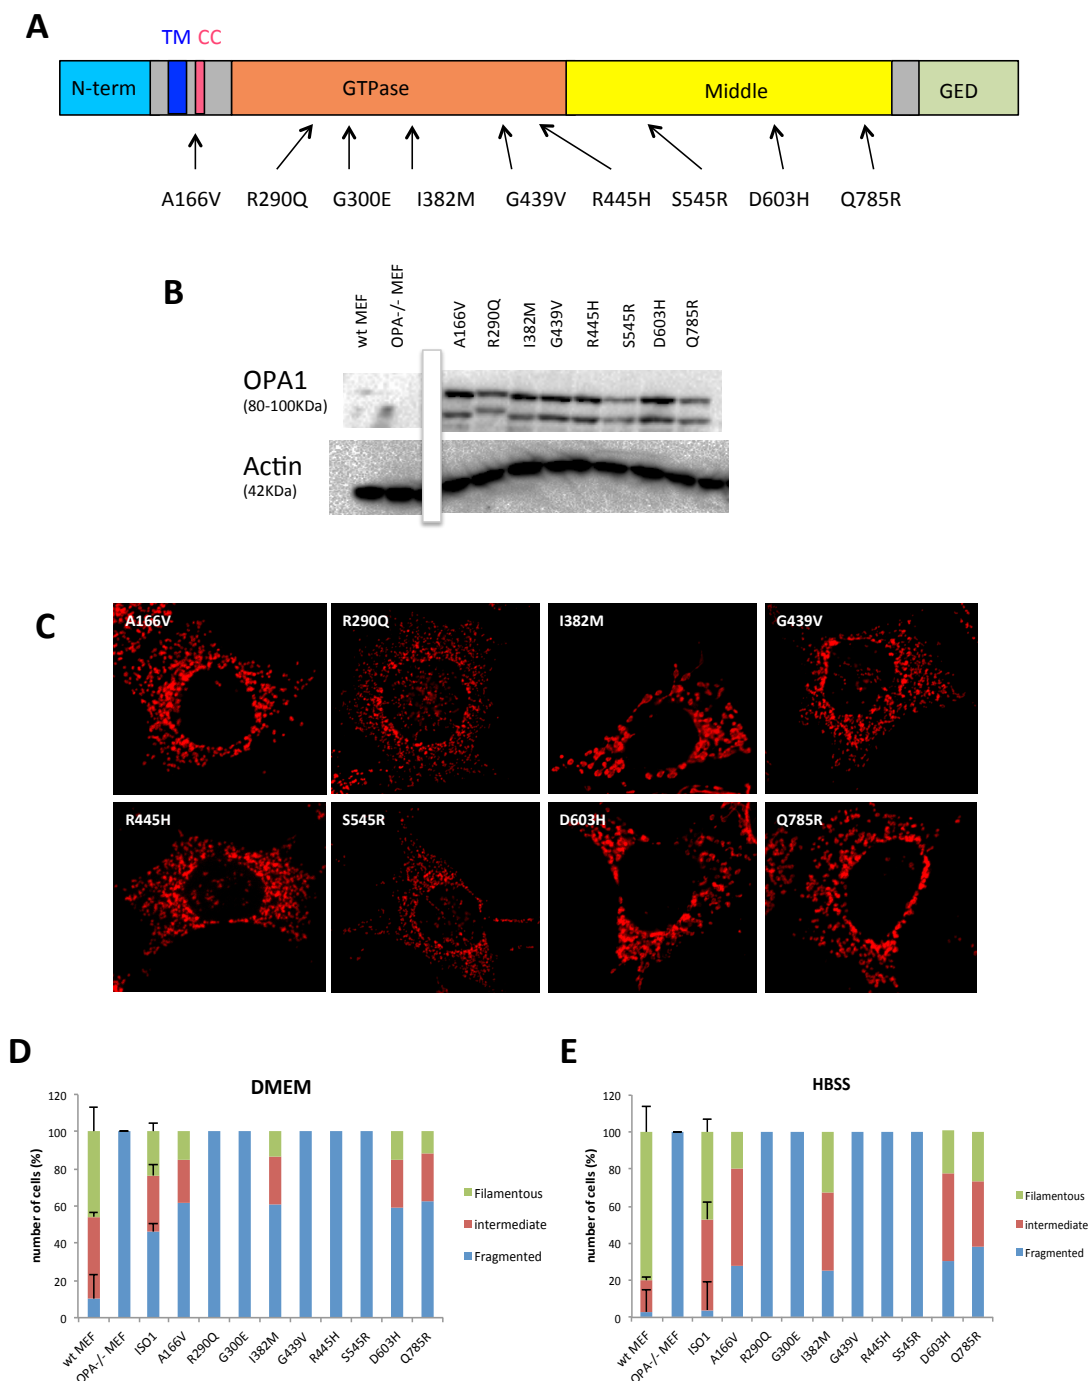 A
TM CC
N-term GTPase Middle GED
A166V R290Q G300E I382M G439V R445H S545R D603H Q785R
B
wt MEF OPA-/- MEF A166V R290Q I382M G439V R445H S545R D603H Q785R
OPA1
(80-100KDa)
Actin
(42KDa)
C
A166V R290Q I382M G439V
R445H S545R D603H Q785R
D
DMEM
number of cells (%)
120
100
80
60
40
20
0
wt MEF OPA-/- MEF ISO1 A166V R290Q G300E I382M G439V R445H S545R D603H Q785R
Filamentous
intermediate
Fragmented
E
HBSS
number of cells (%)
120
100
80
60
40
20
0
wt MEF OPA-/- MEF ISO1 A166V R290Q G300E I382M G439V R445H S545R D603H Q785R
Filamentous
intermediate
Fragmented